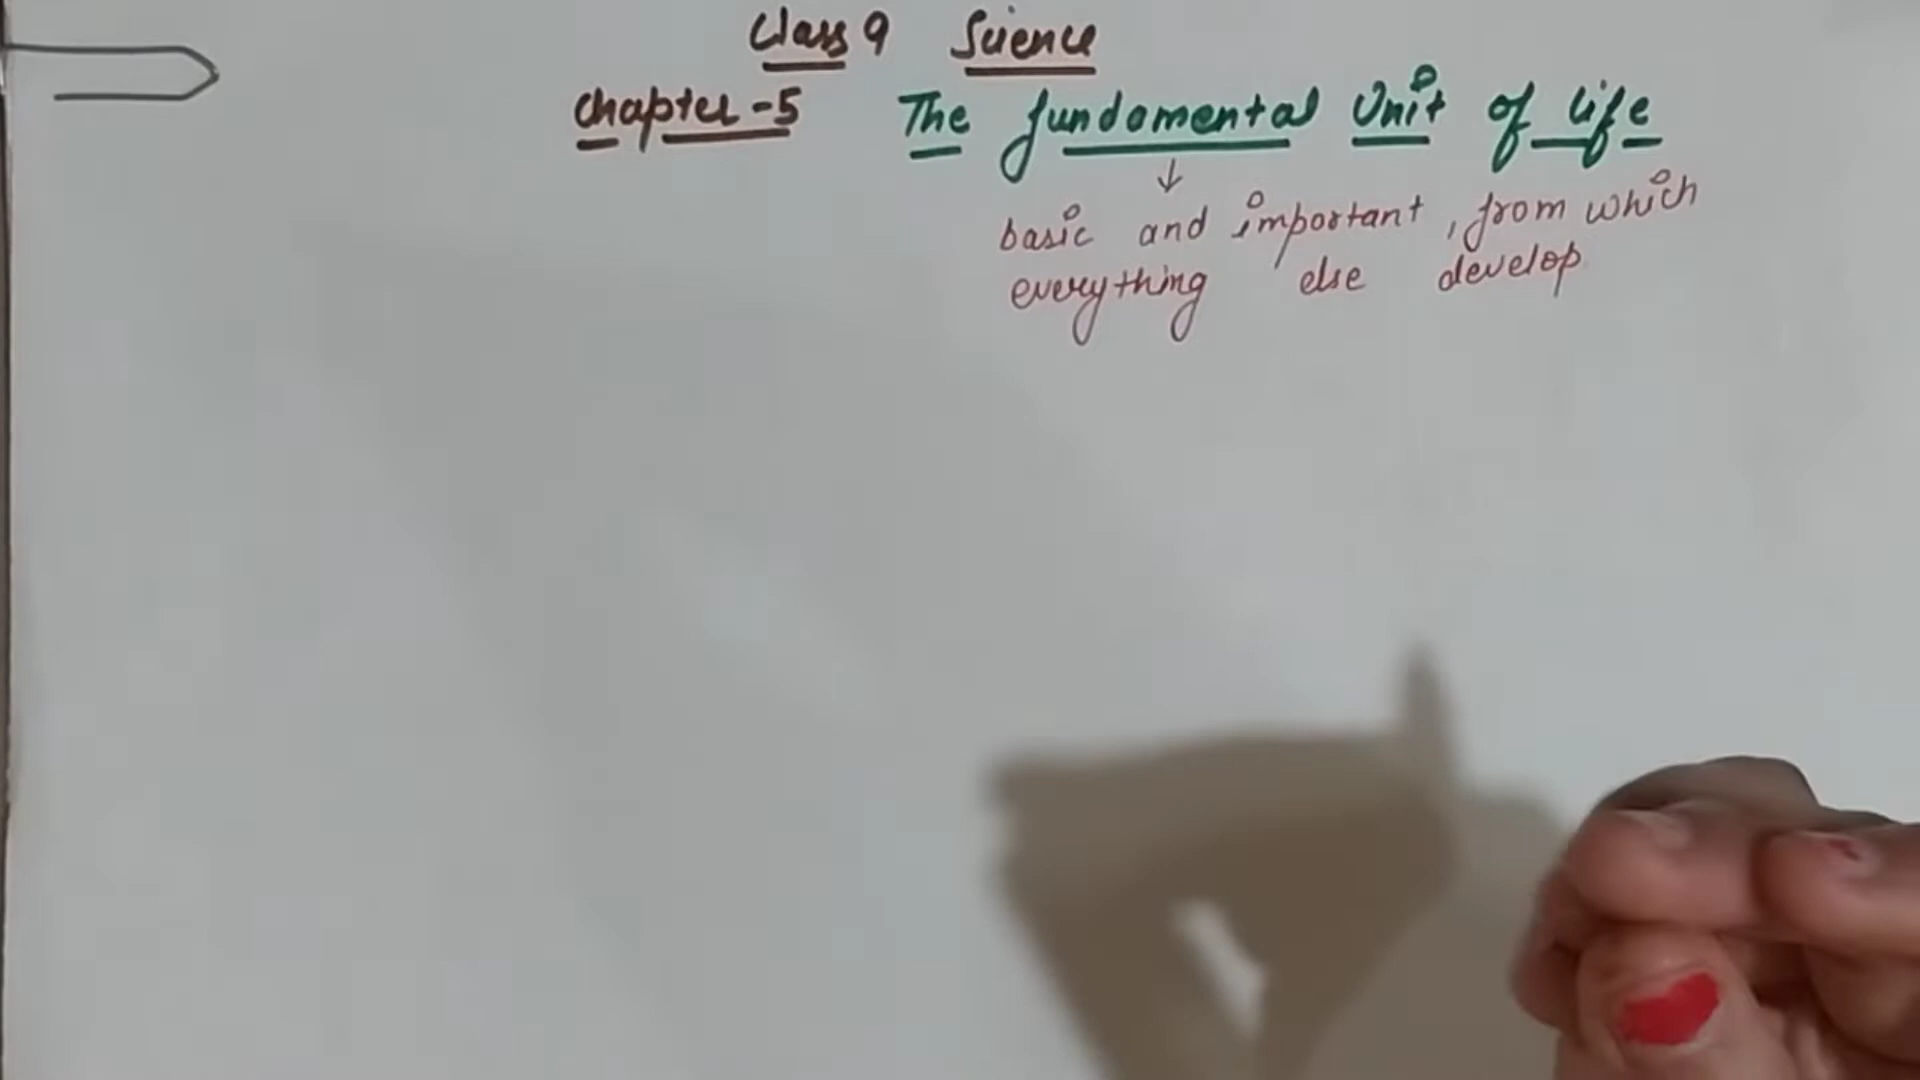 Class 9 Science
Chapter-5 The fundamental Unit of life
↓
basic and important, from which
everything else develop